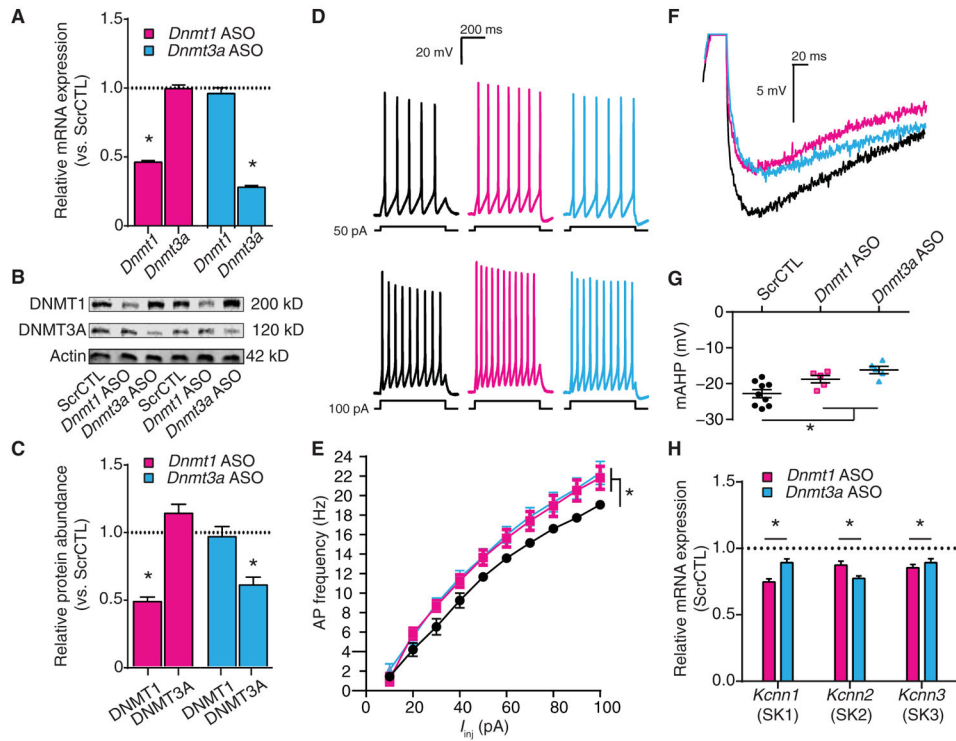 A
Relative mRNA expression
(vs. ScrCTL)
1.5
1.0
0.5
0
Dnmt1 ASO
Dnmt3a ASO
*
*
Dnmt1
Dnmt3a
Dnmt1
Dnmt3a
B
DNMT1
200 kD
DNMT3A
120 kD
Actin
42 kD
ScrCTL
Dnmt1 ASO
Dnmt3a ASO
ScrCTL
Dnmt1 ASO
Dnmt3a ASO
C
Relative protein abundance
(vs. ScrCTL)
1.5
1.0
0.5
0
Dnmt1 ASO
Dnmt3a ASO
*
*
DNMT1
DNMT3A
DNMT1
DNMT3A
D
200 ms
20 mV
50 pA
100 pA
E
AP frequency (Hz)
24
22
20
18
16
14
12
10
8
6
4
2
0
*
0
20
40
60
80
100
Iinj (pA)
F
20 ms
5 mV
G
ScrCTL
Dnmt1 ASO
Dnmt3a ASO
mAHP (mV)
0
−10
−20
−30
*
H
Relative mRNA expression
(ScrCTL)
1.5
1.0
0.5
0
Dnmt1 ASO
Dnmt3a ASO
*
*
*
Kcnn1
(SK1)
Kcnn2
(SK2)
Kcnn3
(SK3)